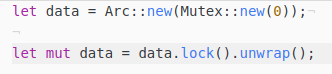 let data = Arc::new(Mutex::new(0));¬
¬
let mut data = data.lock().unwrap();